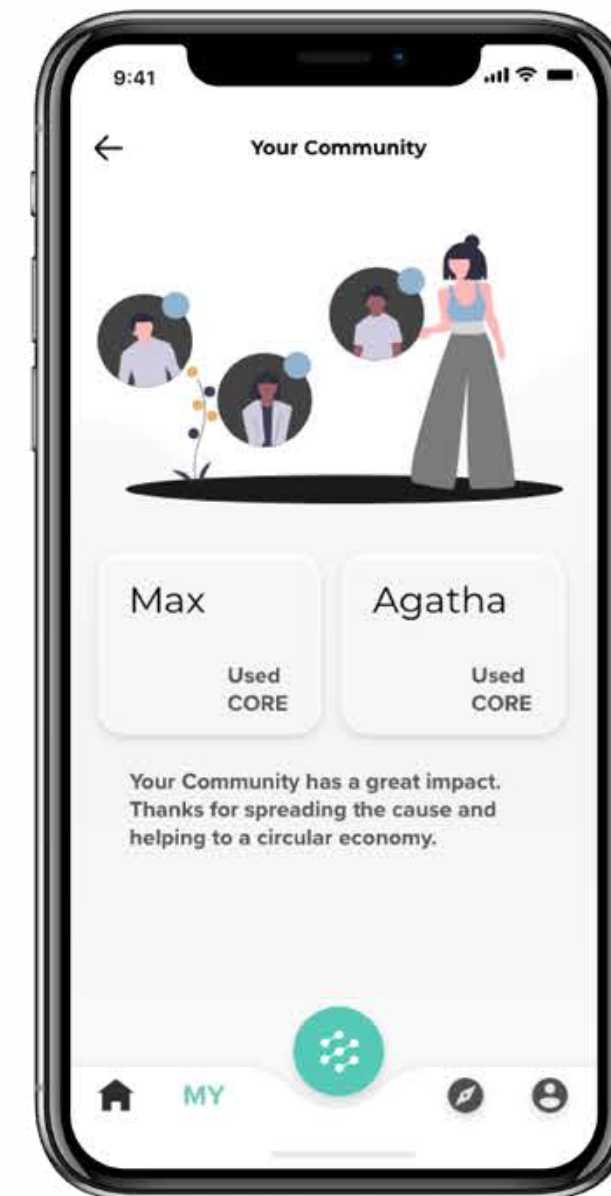 9:41
Your Community
Max
Agatha
Used
CORE
Used
CORE
Your Community has a great impact.
Thanks for spreading the cause and
helping to a circular economy.
MY